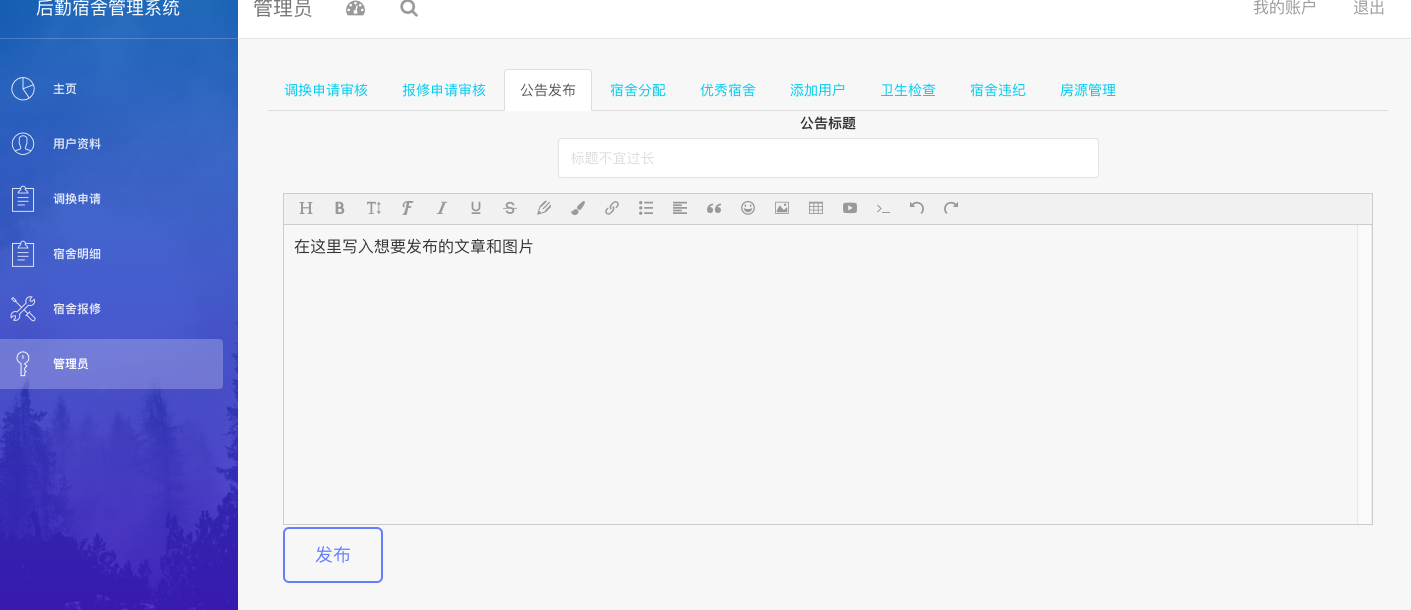 后勤宿舍管理系统
管理员
我的账户 退出
主页
用户资料
调换申请
宿舍明细
宿舍报修
管理员
调换申请审核 报修申请审核 公告发布 宿舍分配 优秀宿舍 添加用户 卫生检查 宿舍违纪 房源管理
公告标题
标题不宜过长
在这里写入想要发布的文章和图片
发布